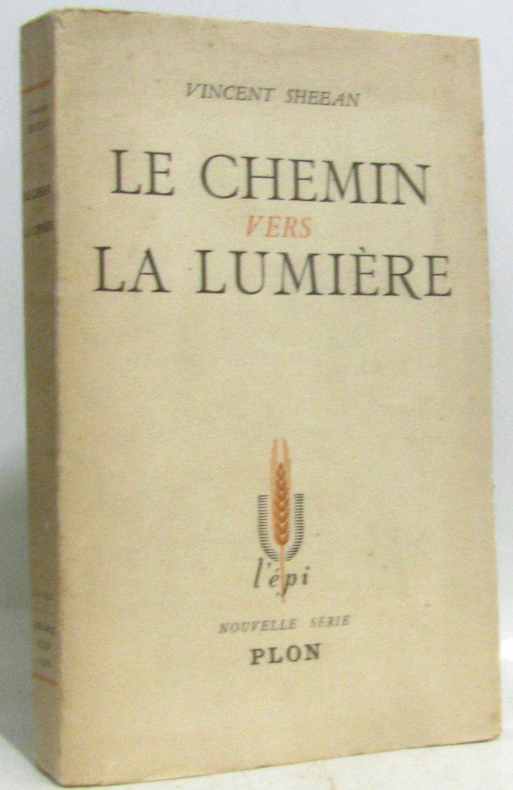 VINCENT SHEEAN
LE CHEMIN
VERS
LA LUMIÈRE
l'épi
NOUVELLE SÉRIE
PLON